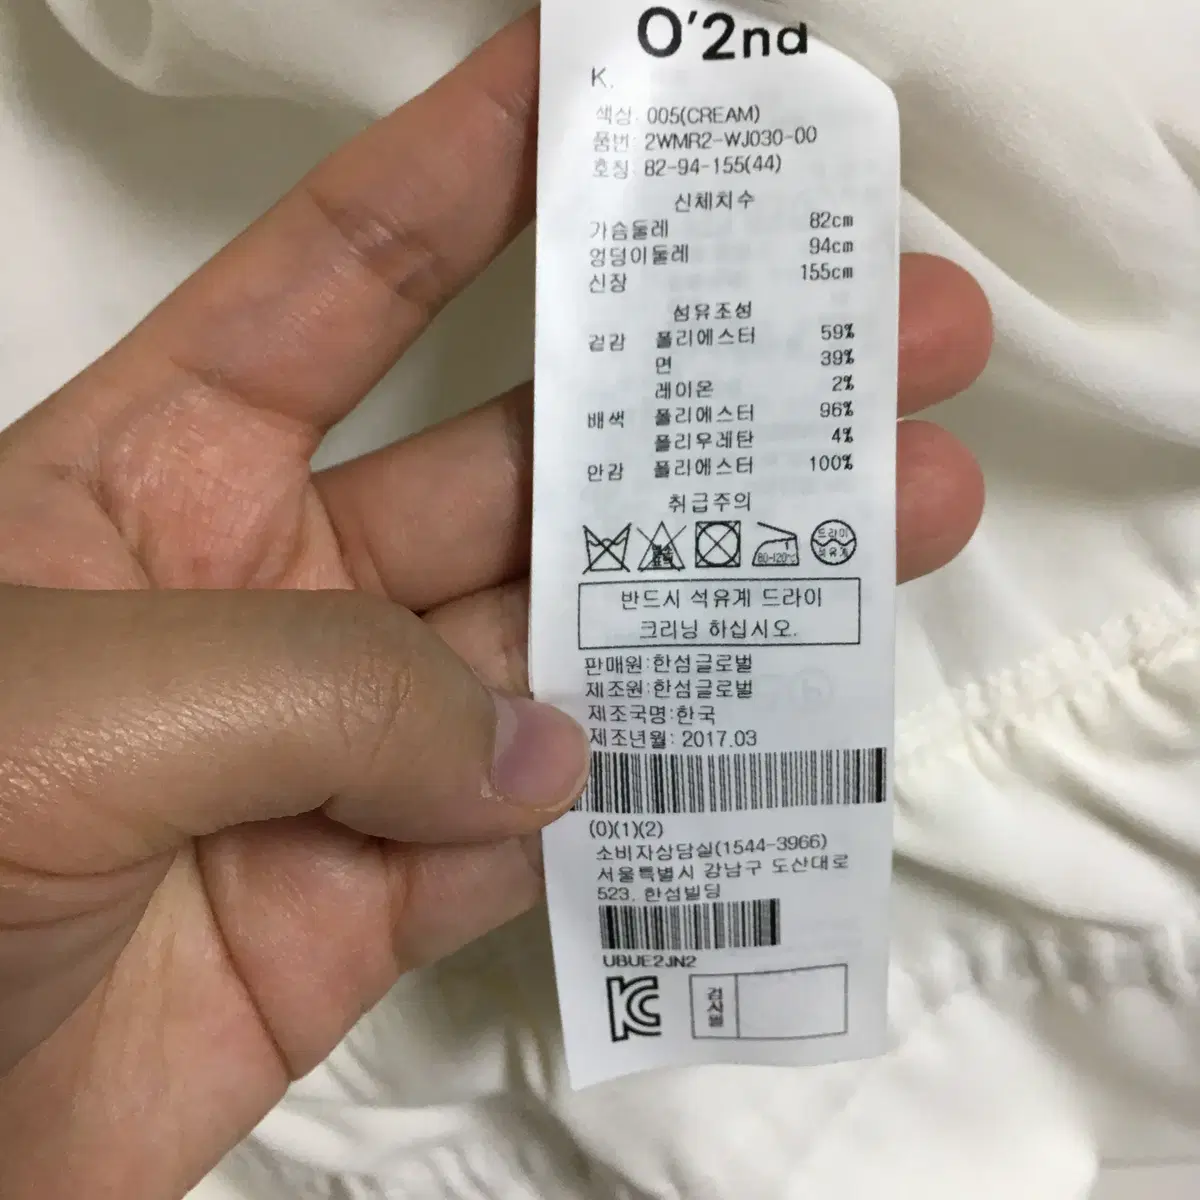 O'2nd
K.
색상: 005(CREAM)
품번: 2WMR2-WJ030-00
호칭: 82-94-155(44)
신체치수
가슴둘레 82cm
엉덩이둘레 94cm
신장 155cm
섬유조성
겉감 폴리에스터 59%
면 39%
레이온 2%
배색 폴리에스터 96%
폴리우레탄 4%
안감 폴리에스터 100%
취급주의
80-120℃ 드라이
석유계
반드시 석유계 드라이
크리닝 하십시오.
판매원:한섬글로벌
제조원:한섬글로벌
제조국명:한국
제조년월: 2017.03
(0)(1)(2)
소비자상담실(1544-3966)
서울특별시 강남구 도산대로
523, 한섬빌딩
UBUE2JN2
KC 검사필